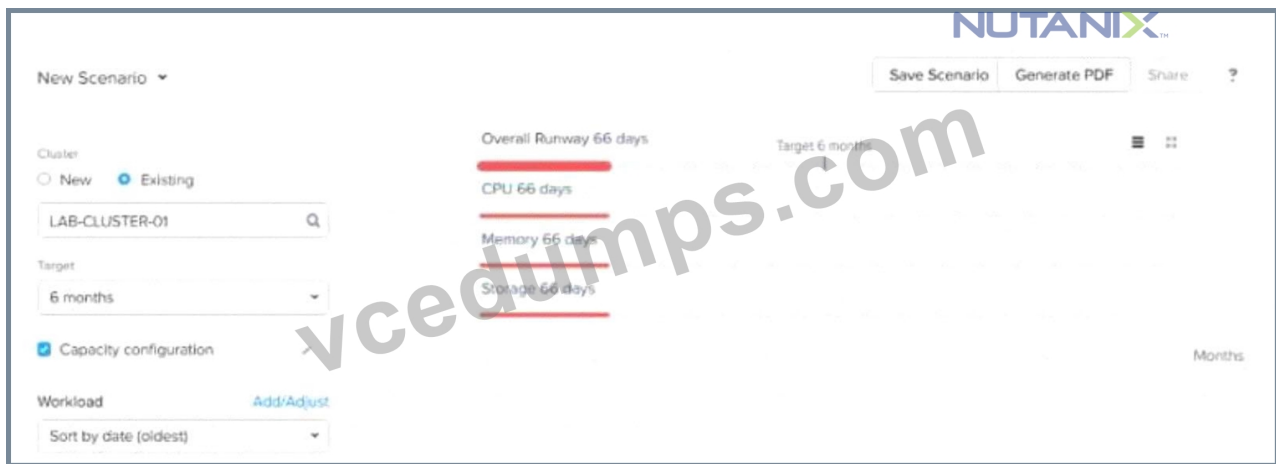 NUTANIX™
New Scenario
Save Scenario
Generate PDF
Share
?
Overall Runway 66 days
Target 6 months
Cluster
New
Existing
CPU 66 days
LAB-CLUSTER-01
Memory 66 days
Target
Storage 66 days
6 months
Capacity configuration
Months
Workload
Add/Adjust
Sort by date (oldest)
vcedumps.com